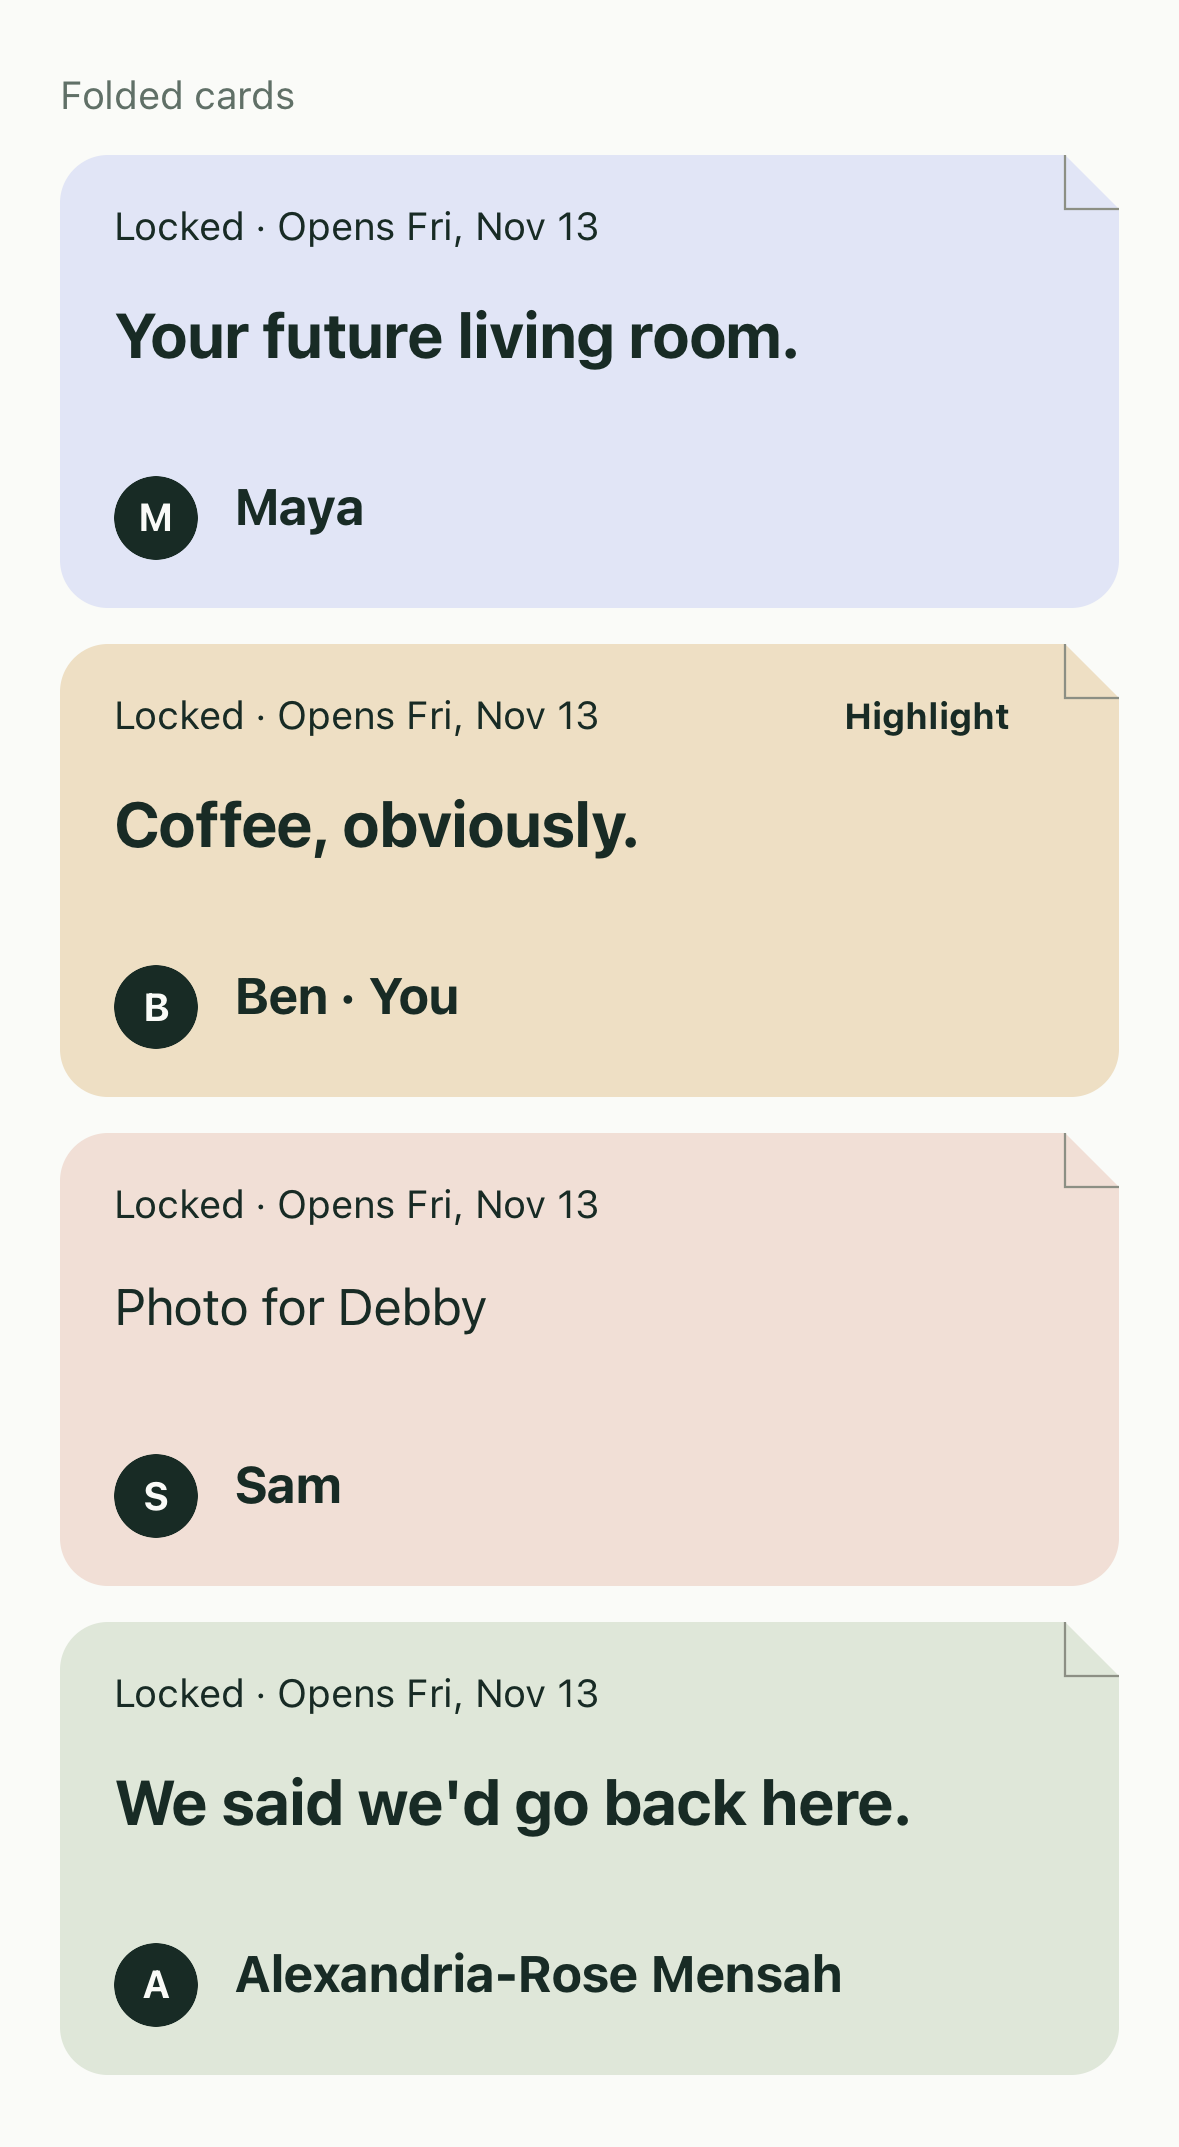 Folded cards
Locked · Opens Fri, Nov 13
Your future living room.
M Maya
Locked · Opens Fri, Nov 13 Highlight
Coffee, obviously.
B Ben · You
Locked · Opens Fri, Nov 13
Photo for Debby
S Sam
Locked · Opens Fri, Nov 13
We said we'd go back here.
A Alexandria-Rose Mensah